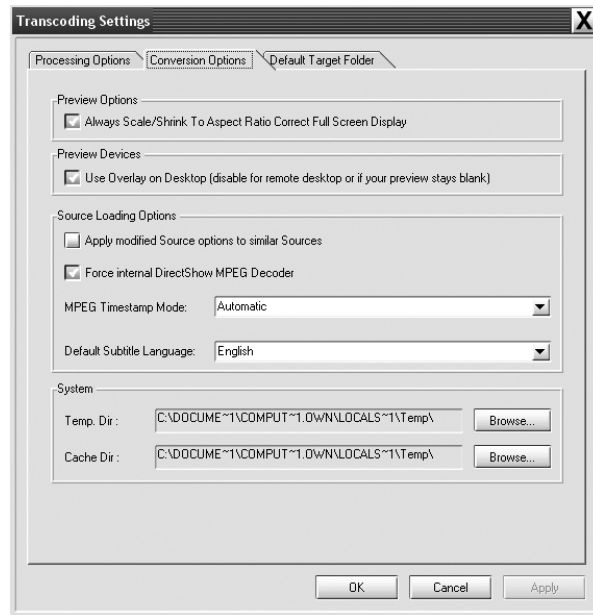 Transcoding Settings X
Processing Options Conversion Options Default Target Folder
Preview Options
Always Scale/Shrink To Aspect Ratio Correct Full Screen Display
Preview Devices
Use Overlay on Desktop (disable for remote desktop or if your preview stays blank)
Source Loading Options
Apply modified Source options to similar Sources
Force internal DirectShow MPEG Decoder
MPEG Timestamp Mode: Automatic
Default Subtitle Language: English
System
Temp. Dir : C:\DOCUME~1\COMPUT~1.OWN\LOCALS~1\Temp\ Browse...
Cache Dir : C:\DOCUME~1\COMPUT~1.OWN\LOCALS~1\Temp\ Browse...
OK Cancel Apply